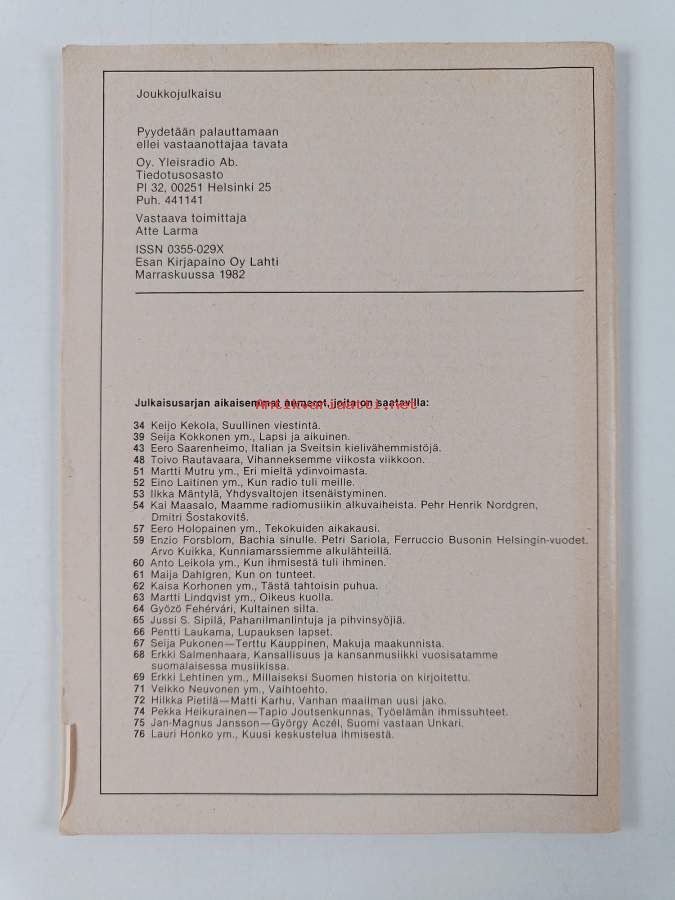 Joukkojulkaisu
Pyydetään palauttamaan
ellei vastaanottajaa tavata
Oy. Yleisradio Ab.
Tiedotusosasto
Pl 32, 00251 Helsinki 25
Puh. 441141
Vastaava toimittaja
Atte Larma
ISSN 0355-029X
Esan Kirjapaino Oy Lahti
Marraskuussa 1982
Julkaisusarjan aikaisemmat numerot, joita on saatavilla:
Antikvariaatti.net
34 Keijo Kekola, Suullinen viestintä.
39 Seija Kokkonen ym., Lapsi ja aikuinen.
43 Eero Saarenheimo, Italian ja Sveitsin kielivähemmistöjä.
48 Toivo Rautavaara, Vihanneksemme viikosta viikkoon.
51 Martti Mutru ym., Eri mieltä ydinvoimasta.
52 Eino Laitinen ym., Kun radio tuli meille.
53 Ilkka Mäntylä, Yhdysvaltojen itsenäistyminen.
54 Kai Maasalo, Maamme radiomusiikin alkuvaiheista. Pehr Henrik Nordgren,
Dmitri Šostakovitš.
57 Eero Holopainen ym., Tekokuiden aikakausi.
59 Enzio Forsblom, Bachia sinulle. Petri Sariola, Ferruccio Busonin Helsingin-vuodet.
Arvo Kuikka, Kunniamarssiemme alkulähteillä.
60 Anto Leikola ym., Kun ihmisestä tuli ihminen.
61 Maija Dahlgren, Kun on tunteet.
62 Kaisa Korhonen ym., Tästä tahtoisin puhua.
63 Martti Lindqvist ym., Oikeus kuolla.
64 Győző Fehérvári, Kultainen silta.
65 Jussi S. Sipilä, Pahanilmanlintuja ja pihvinsyöjiä.
66 Pentti Laukama, Lupauksen lapset.
67 Seija Pukonen—Terttu Kauppinen, Makuja maakunnista.
68 Erkki Salmenhaara, Kansallisuus ja kansanmusiikki vuosisatamme
suomalaisessa musiikissa.
69 Erkki Lehtinen ym., Millaiseksi Suomen historia on kirjoitettu.
71 Veikko Neuvonen ym., Vaihtoehto.
72 Hilkka Pietilä—Matti Karhu, Vanhan maailman uusi jako.
74 Pekka Heikurainen—Tapio Joutsenkunnas, Työelämän ihmissuhteet.
75 Jan-Magnus Jansson—György Aczél, Suomi vastaan Unkari.
76 Lauri Honko ym., Kuusi keskustelua ihmisestä.